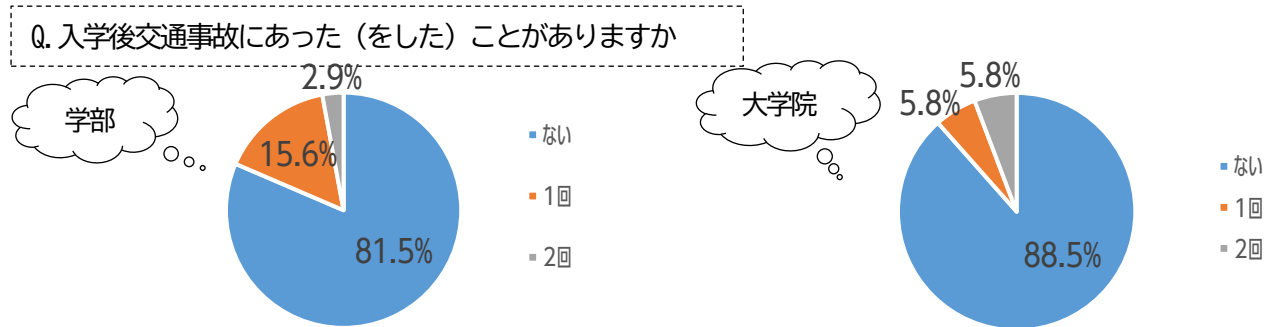 Q.入学後交通事故にあった（をした）ことがありますか
学部
2.9%
15.6%
81.5%
ない
1回
2回
大学院
5.8%
5.8%
88.5%
ない
1回
2回